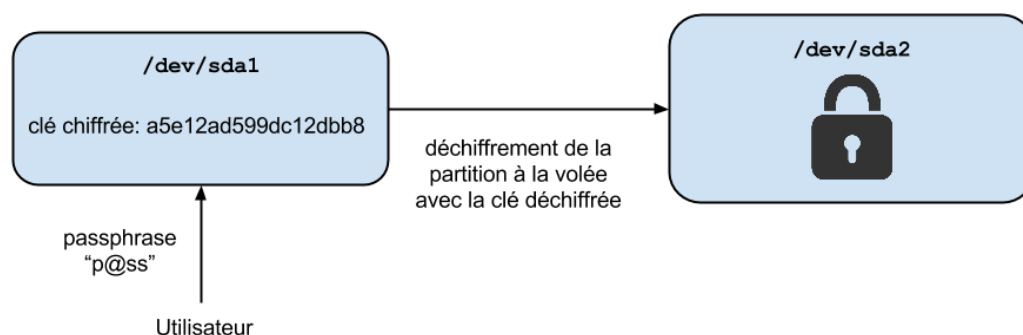 /dev/sda1
clé chiffrée: a5e12ad599dc12dbb8
/dev/sda2
déchiffrement de la
partition à la volée
avec la clé déchiffrée
passphrase
“p@ss”
Utilisateur